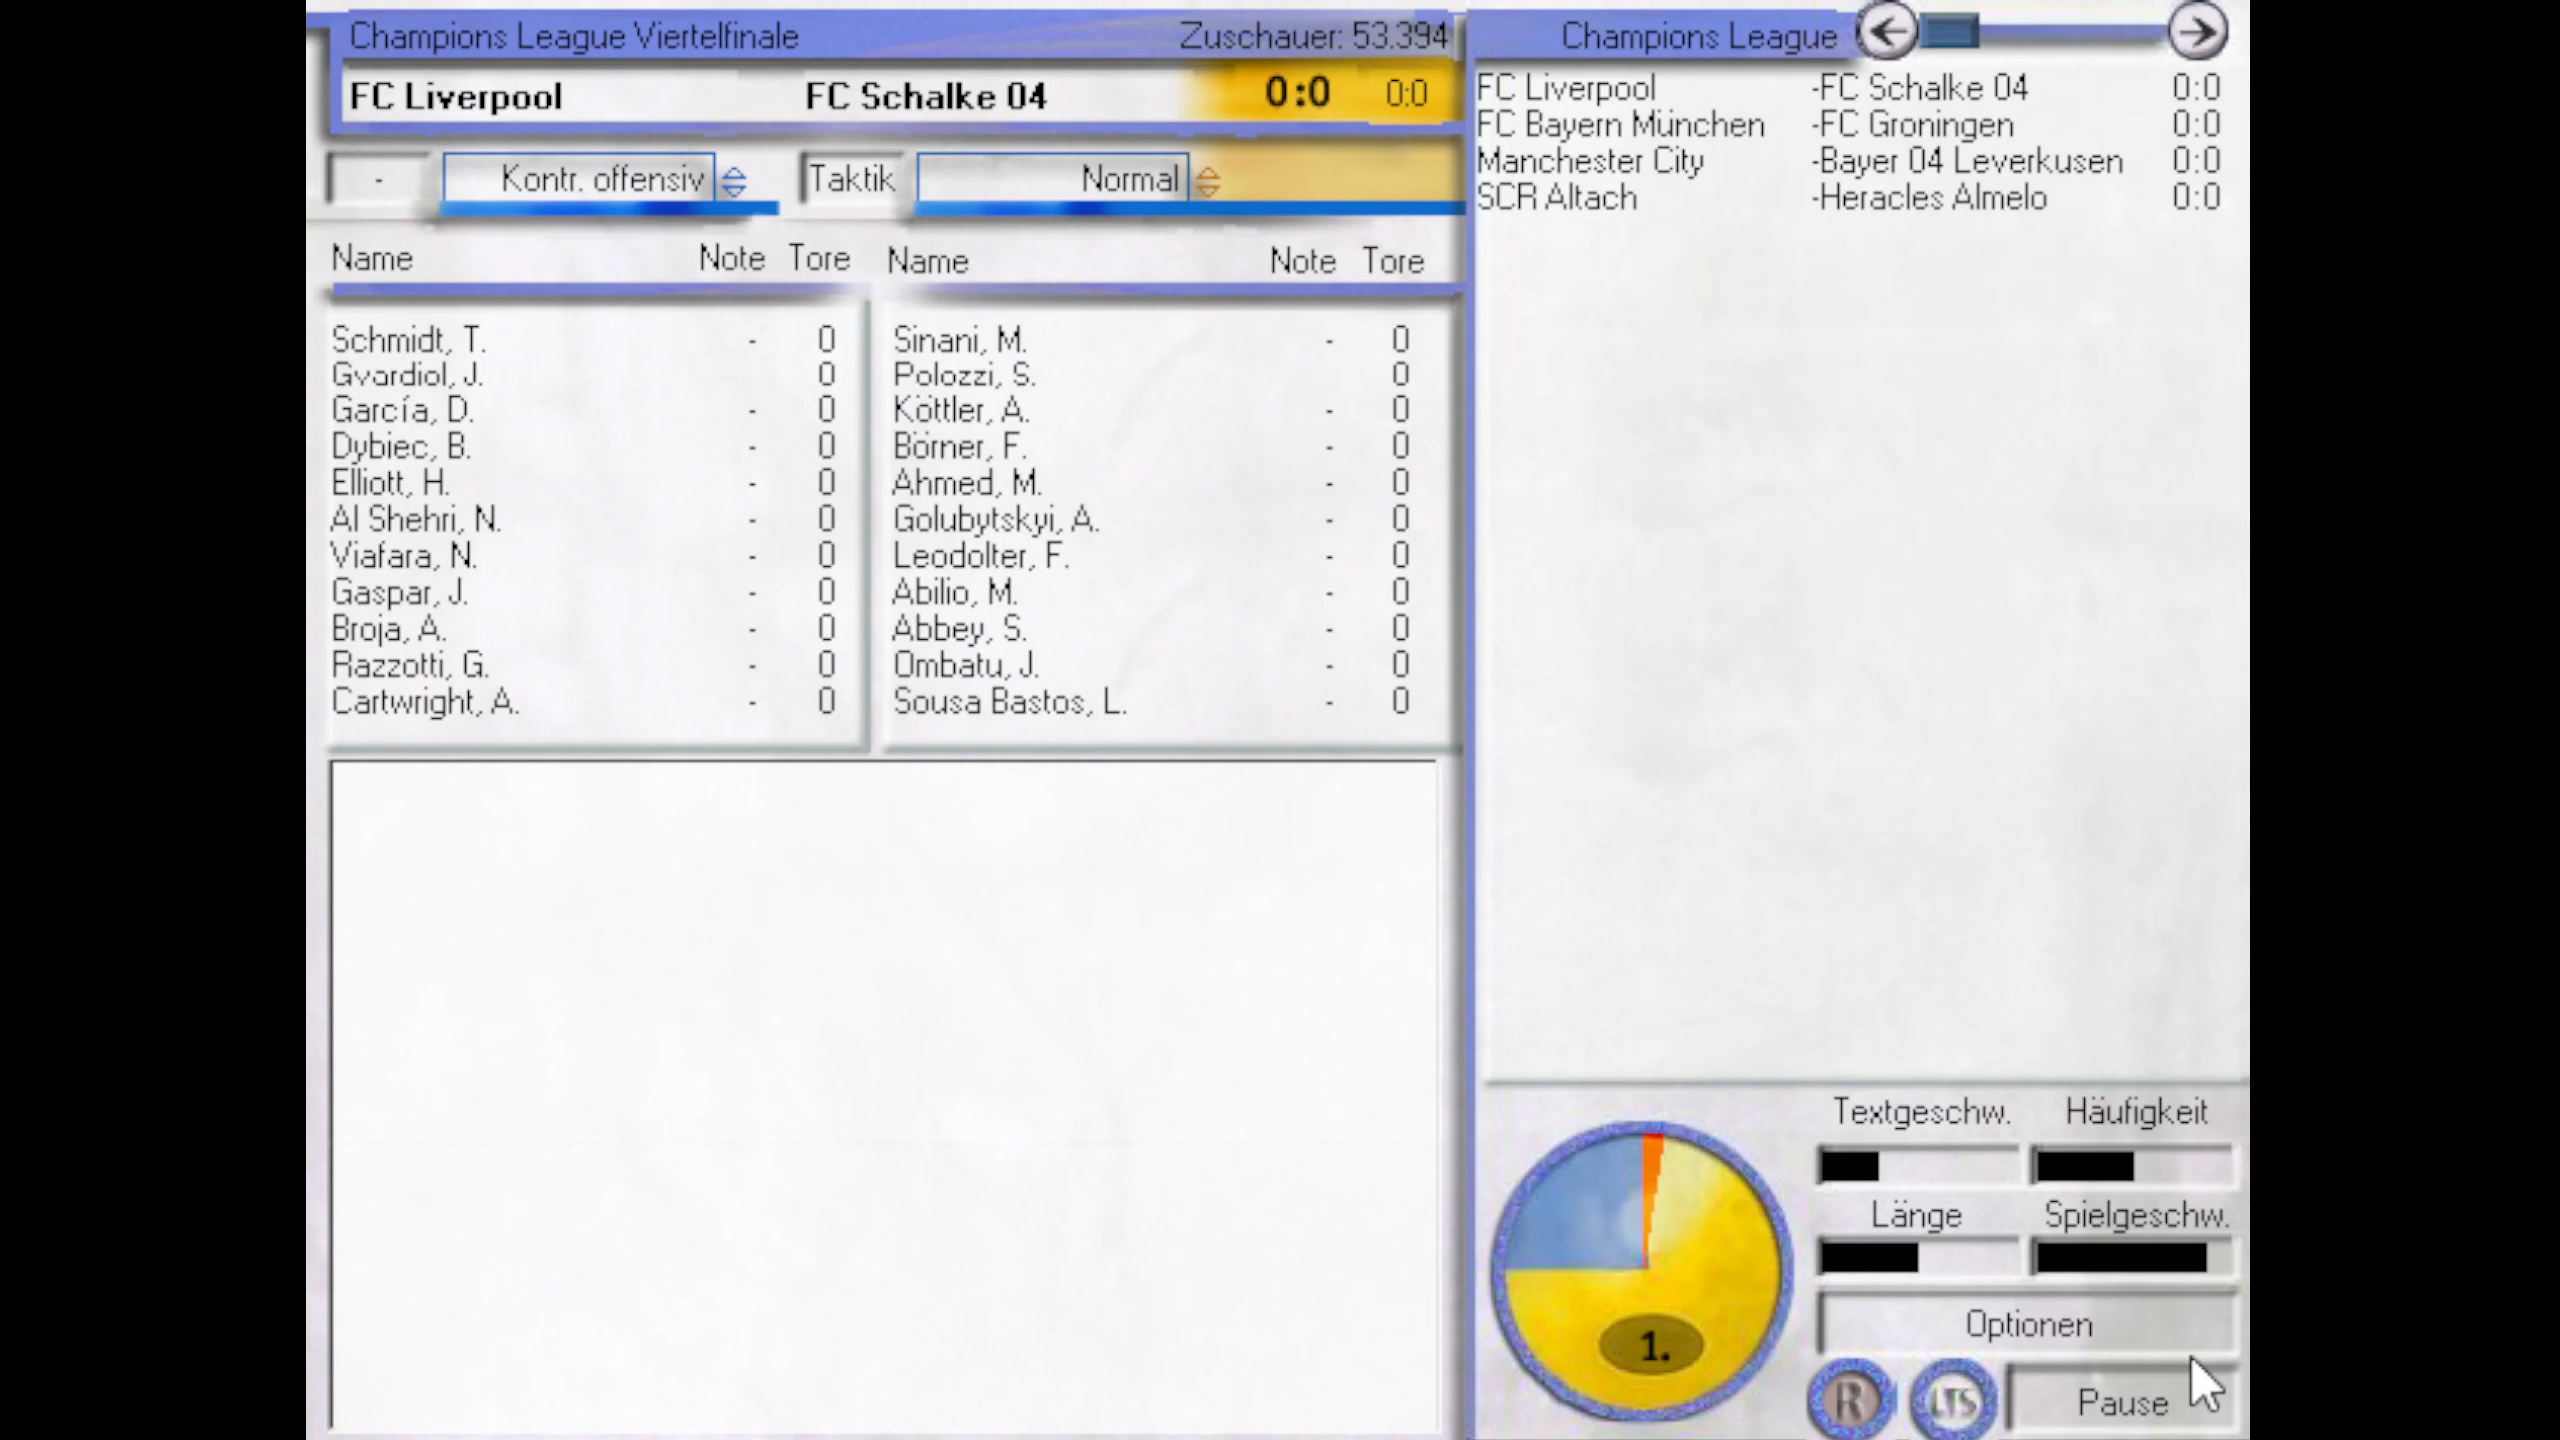 Champions League Viertelfinale Zuschauer: 53.394
FC Liverpool FC Schalke 04 0:0 0:0
- Kontr. offensiv Taktik Normal
Name Note Tore Name Note Tore
Schmidt, T. - 0 Sinani, M. - 0
Gvardiol, J. 0 Polozzi, S. 0
García, D. - 0 Köttler, A. - 0
Dybiec, B. - 0 Börner, F. - 0
Elliott, H. - 0 Ahmed, M. - 0
Al Shehri, N. - 0 Golubytskyi, A. - 0
Viafara, N. - 0 Leodolter, F. - 0
Gaspar, J. - 0 Abilio, M. - 0
Broja, A. - 0 Abbey, S. - 0
Razzotti, G. - 0 Ombatu, J. - 0
Cartwright, A. - 0 Sousa Bastos, L. - 0
Champions League
FC Liverpool -FC Schalke 04 0:0
FC Bayern München -FC Groningen 0:0
Manchester City -Bayer 04 Leverkusen 0:0
SCR Altach -Heracles Almelo 0:0
Textgeschw. Häufigkeit
Länge Spielgeschw.
Optionen
1.
R LTS Pause